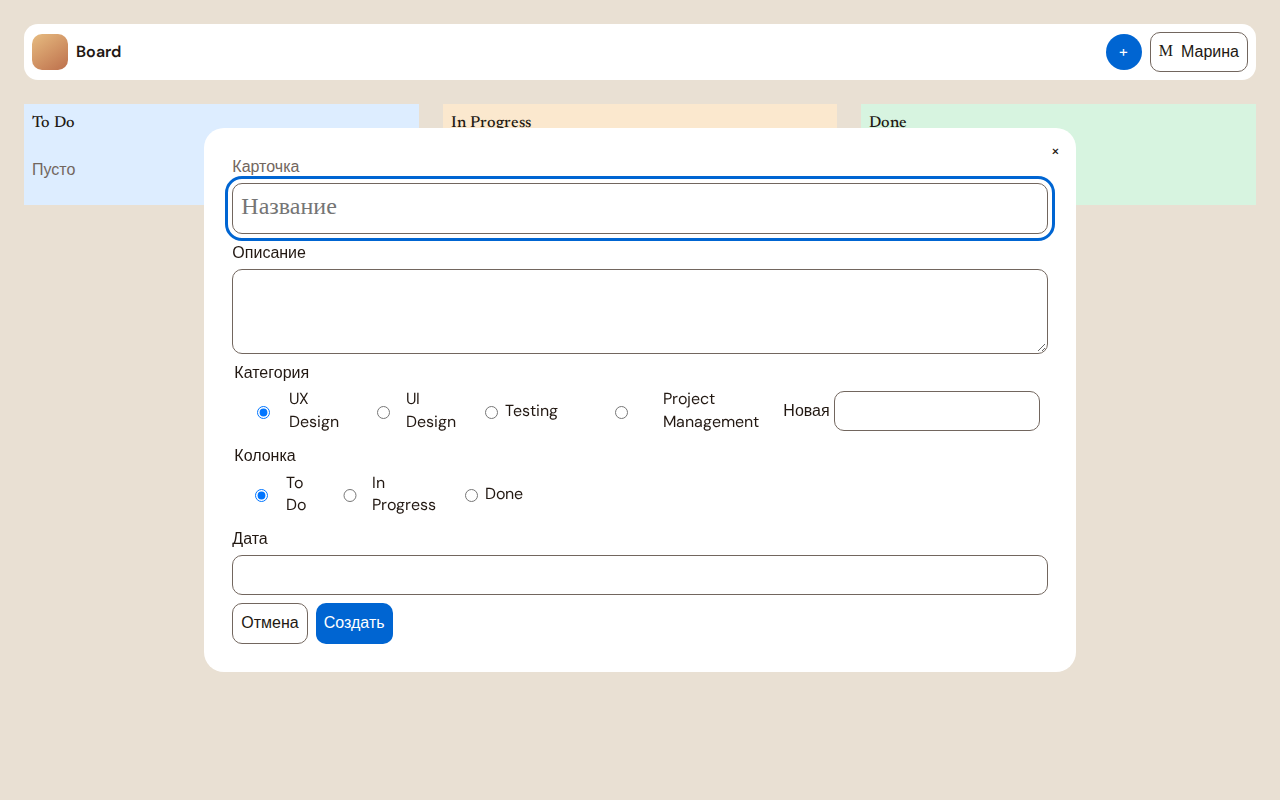 Board
+
М Марина
To Do
In Progress
Done
Пусто
×
Карточка
Название
Описание
Категория
UX Design
UI Design
Testing
Project Management
Новая
Колонка
To Do
In Progress
Done
Дата
Отмена
Создать